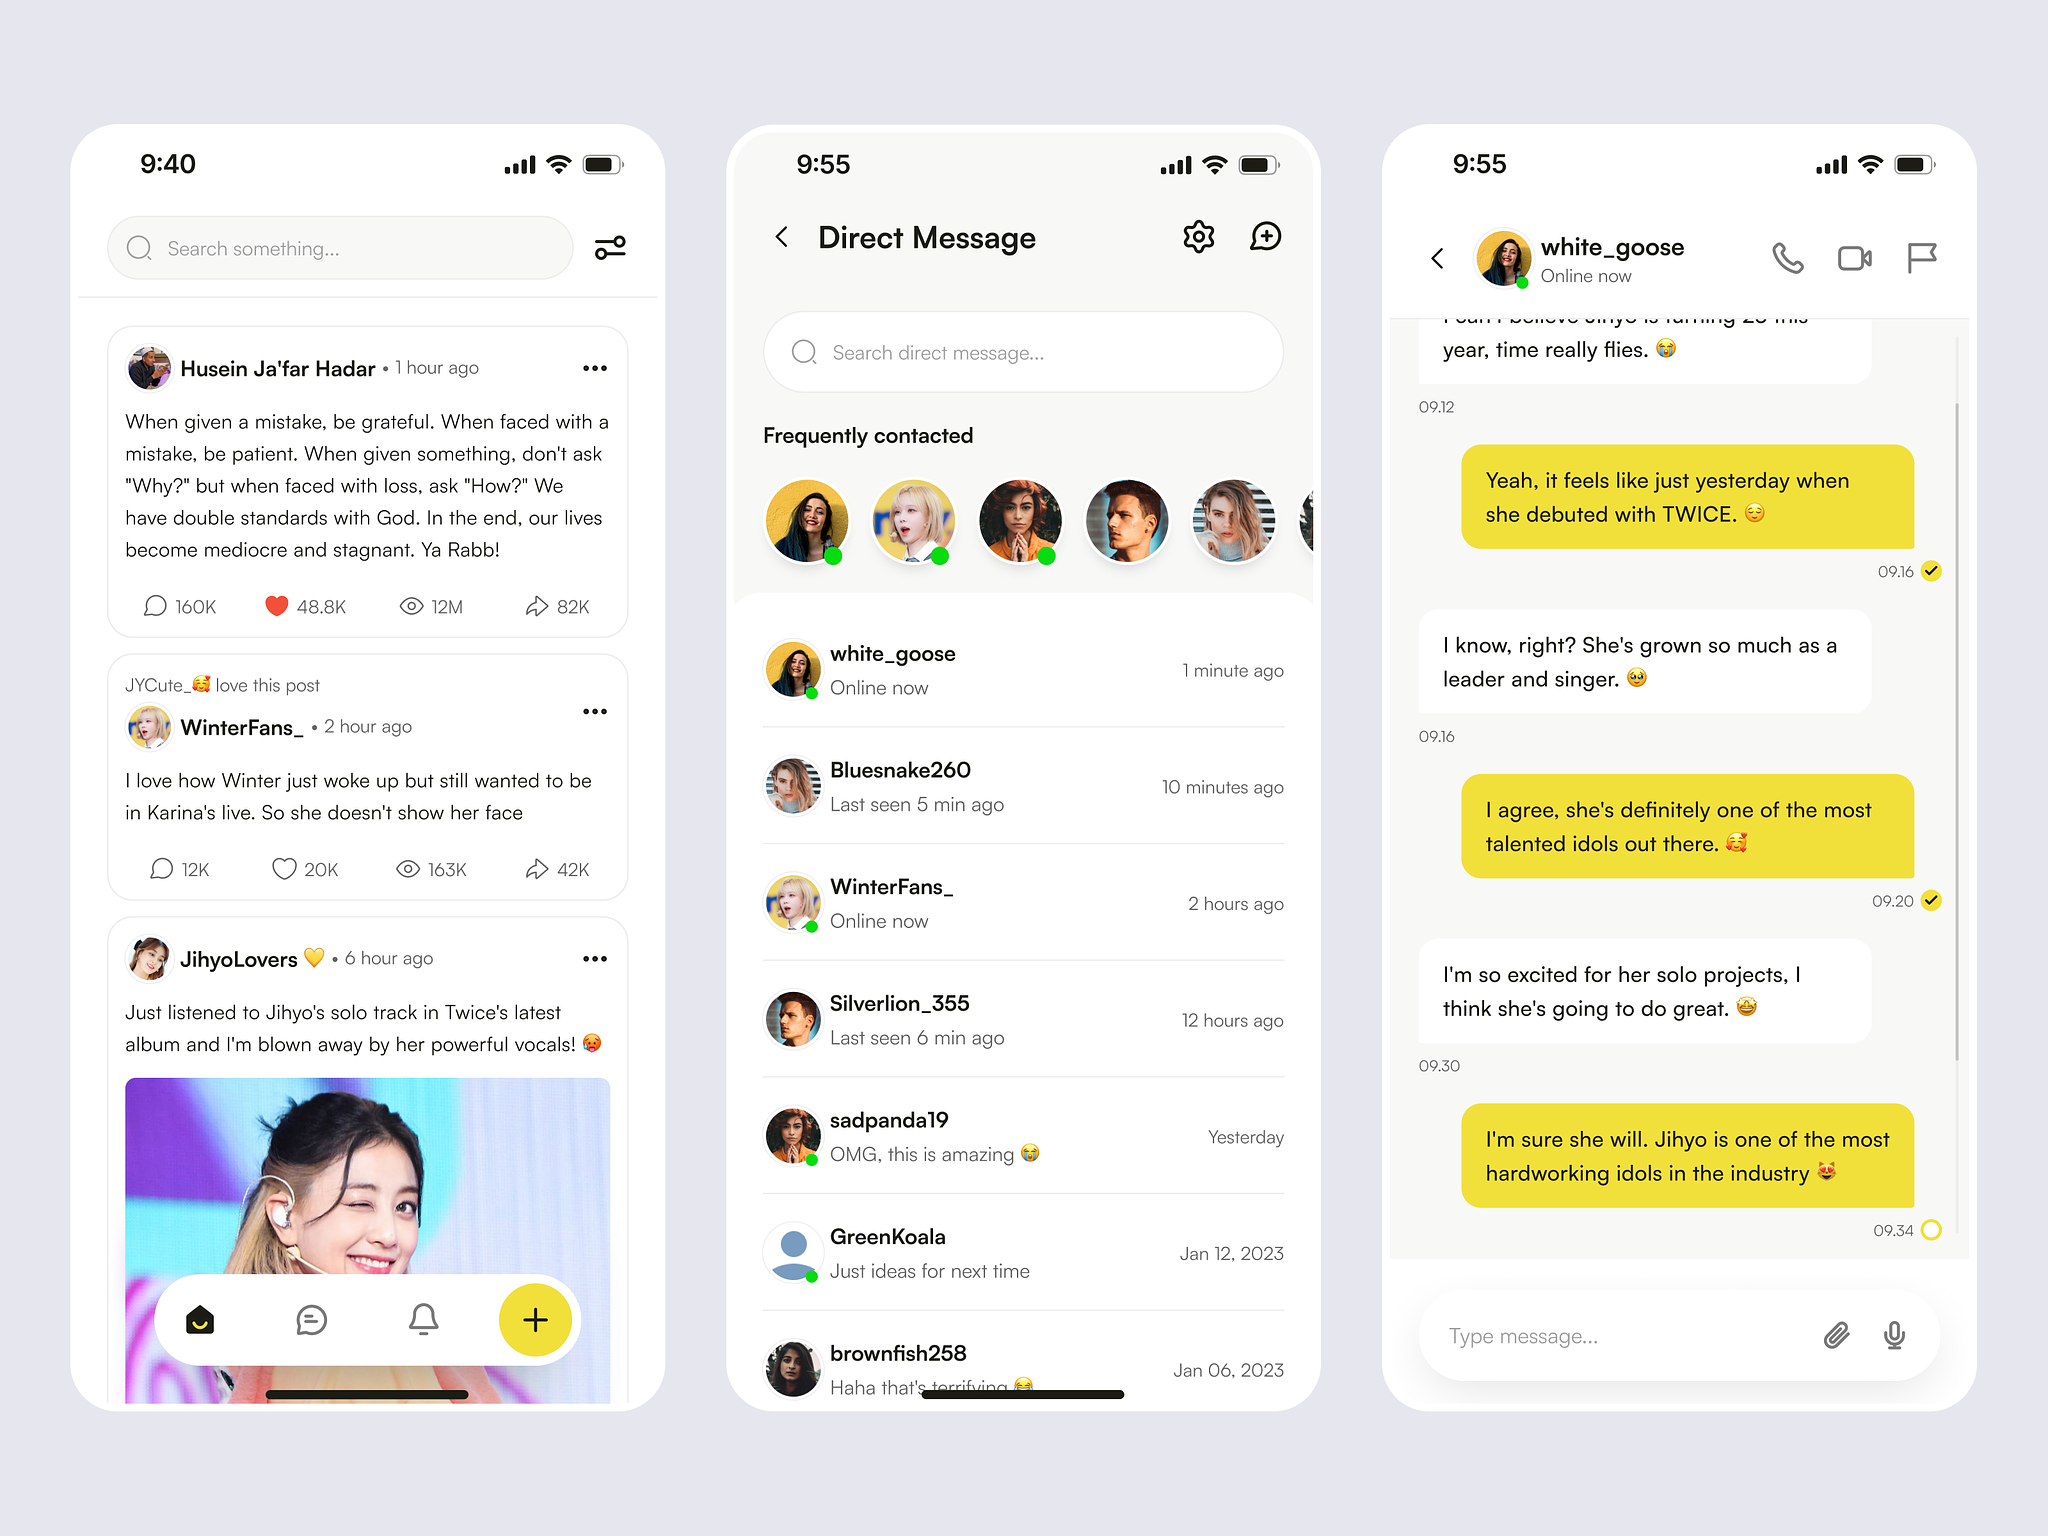 9:40
Search something...
Husein Ja'far Hadar • 1 hour ago
When given a mistake, be grateful. When faced with a
mistake, be patient. When given something, don't ask
"Why?" but when faced with loss, ask "How?" We
have double standards with God. In the end, our lives
become mediocre and stagnant. Ya Rabb!
160K 48.8K 12M 82K
JYCute_🥰 love this post
WinterFans_ • 2 hour ago
I love how Winter just woke up but still wanted to be
in Karina's live. So she doesn't show her face
12K 20K 163K 42K
JihyoLovers 💛 • 6 hour ago
Just listened to Jihyo's solo track in Twice's latest
album and I'm blown away by her powerful vocals! 🥵
9:55
Direct Message
Search direct message...
Frequently contacted
white_goose
Online now
1 minute ago
Bluesnake260
Last seen 5 min ago
10 minutes ago
WinterFans_
Online now
2 hours ago
Silverlion_355
Last seen 6 min ago
12 hours ago
sadpanda19
OMG, this is amazing 😭
Yesterday
GreenKoala
Just ideas for next time
Jan 12, 2023
brownfish258
Haha that's terrifying 😂
Jan 06, 2023
9:55
white_goose
Online now
I can't believe Jihyo is turning 26 this
year, time really flies. 😭
09.12
Yeah, it feels like just yesterday when
she debuted with TWICE. 😌
09.16
I know, right? She's grown so much as a
leader and singer. 🥹
09.16
I agree, she's definitely one of the most
talented idols out there. 🥰
09.20
I'm so excited for her solo projects, I
think she's going to do great. 🤩
09.30
I'm sure she will. Jihyo is one of the most
hardworking idols in the industry 😻
09.34
Type message...